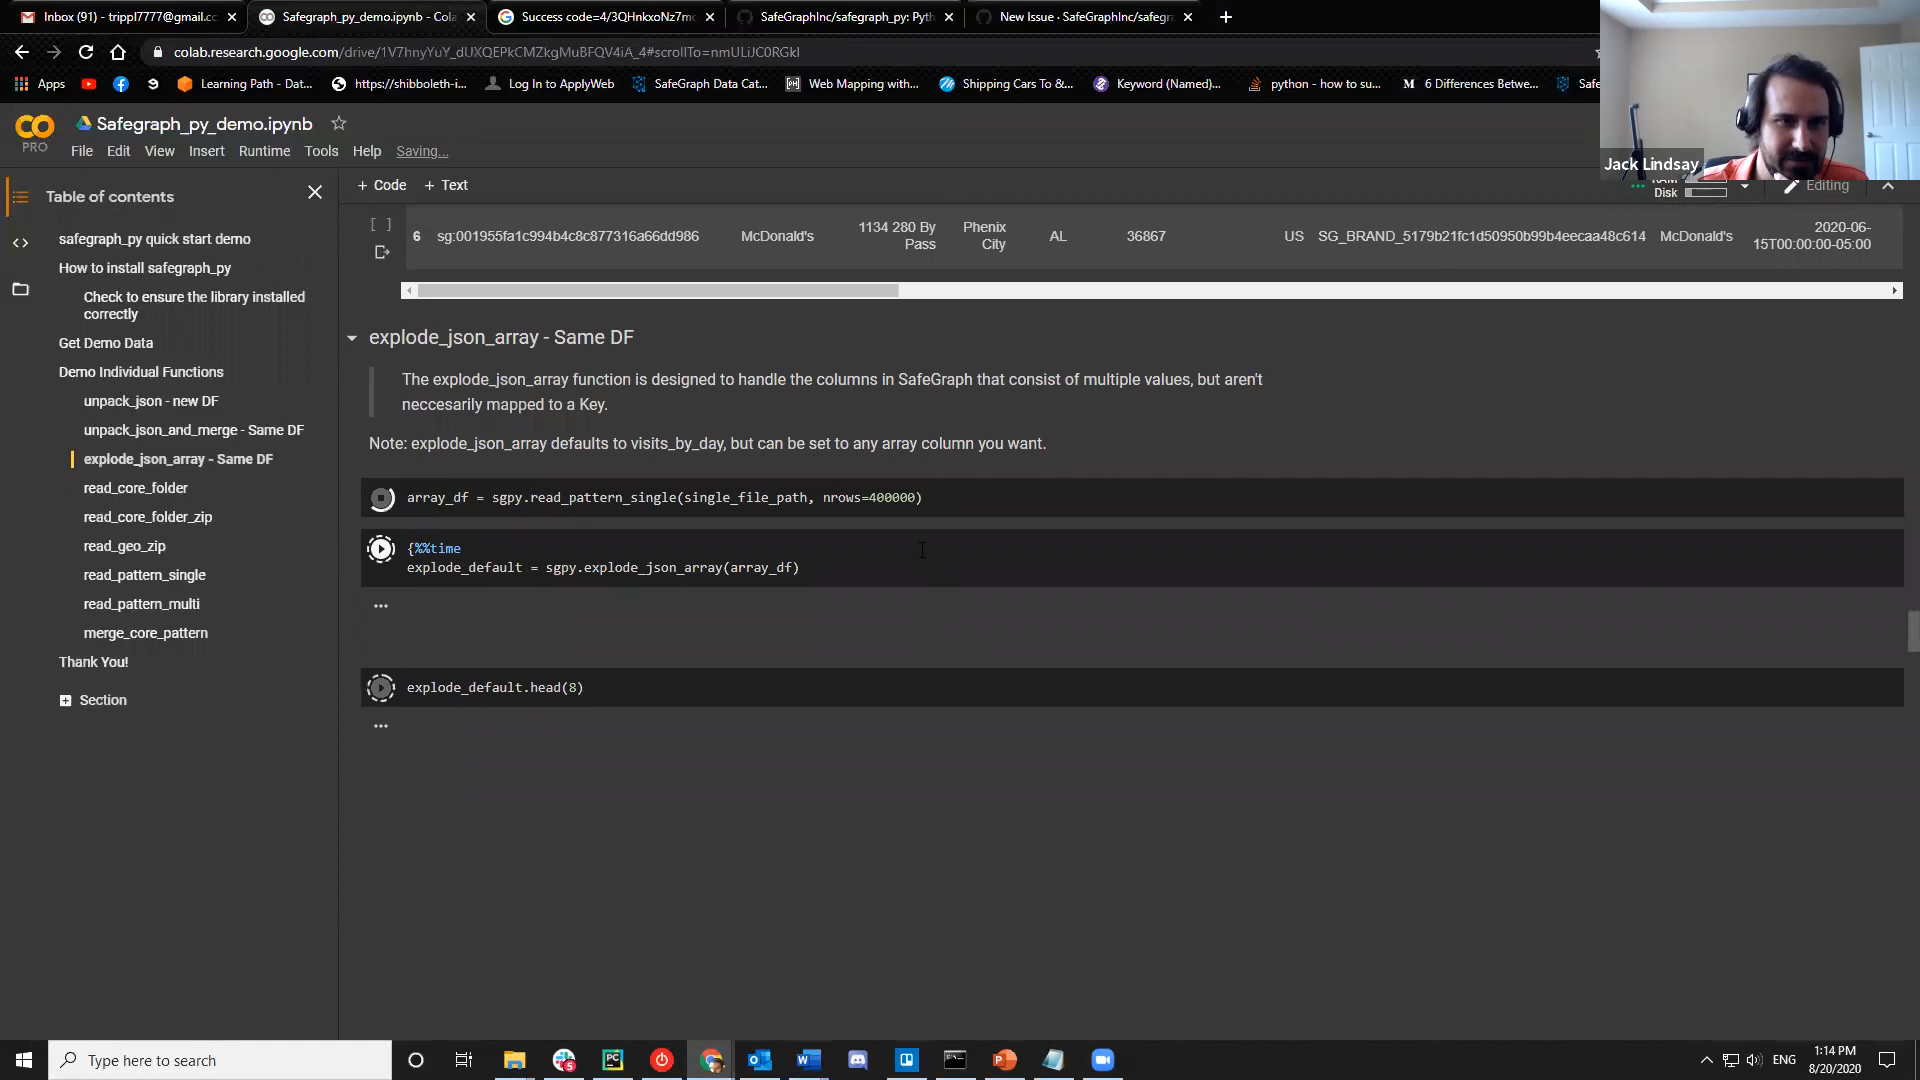 Inbox (91) - trippl7777@gmail.cc
Safegraph_py_demo.ipynb - Cola
Success code=4/3QHnkxoNz7mc
SafeGraphInc/safegraph_py: Pyth
New Issue · SafeGraphInc/safegra
colab.research.google.com/drive/1V7hnyYuY_dUXQEPkCMZkgMuBFQV4iA_4#scrollTo=nmULiJC0RGkI
Apps
Learning Path - Dat...
https://shibboleth-i...
Log In to ApplyWeb
SafeGraph Data Cat...
Web Mapping with...
Shipping Cars To &...
Keyword (Named)...
python - how to su...
6 Differences Betwe...
Safe
Jack Lindsay
PRO
Safegraph_py_demo.ipynb
File Edit View Insert Runtime Tools Help Saving...
Table of contents
safegraph_py quick start demo
How to install safegraph_py
Check to ensure the library installed
correctly
Get Demo Data
Demo Individual Functions
unpack_json - new DF
unpack_json_and_merge - Same DF
explode_json_array - Same DF
read_core_folder
read_core_folder_zip
read_geo_zip
read_pattern_single
read_pattern_multi
merge_core_pattern
Thank You!
Section
+ Code + Text
RAM
Disk
Editing
[ ]
6 sg:001955fa1c994b4c8c877316a66dd986 McDonald's 1134 280 By Phenix AL 36867 US SG_BRAND_5179b21fc1d50950b99b4eecaa48c614 McDonald's 2020-06-
Pass City 15T00:00:00-05:00
explode_json_array - Same DF
The explode_json_array function is designed to handle the columns in SafeGraph that consist of multiple values, but aren't
neccesarily mapped to a Key.
Note: explode_json_array defaults to visits_by_day, but can be set to any array column you want.
array_df = sgpy.read_pattern_single(single_file_path, nrows=400000)
{%%time
explode_default = sgpy.explode_json_array(array_df)
...
explode_default.head(8)
...
Type here to search
ENG
1:14 PM
8/20/2020